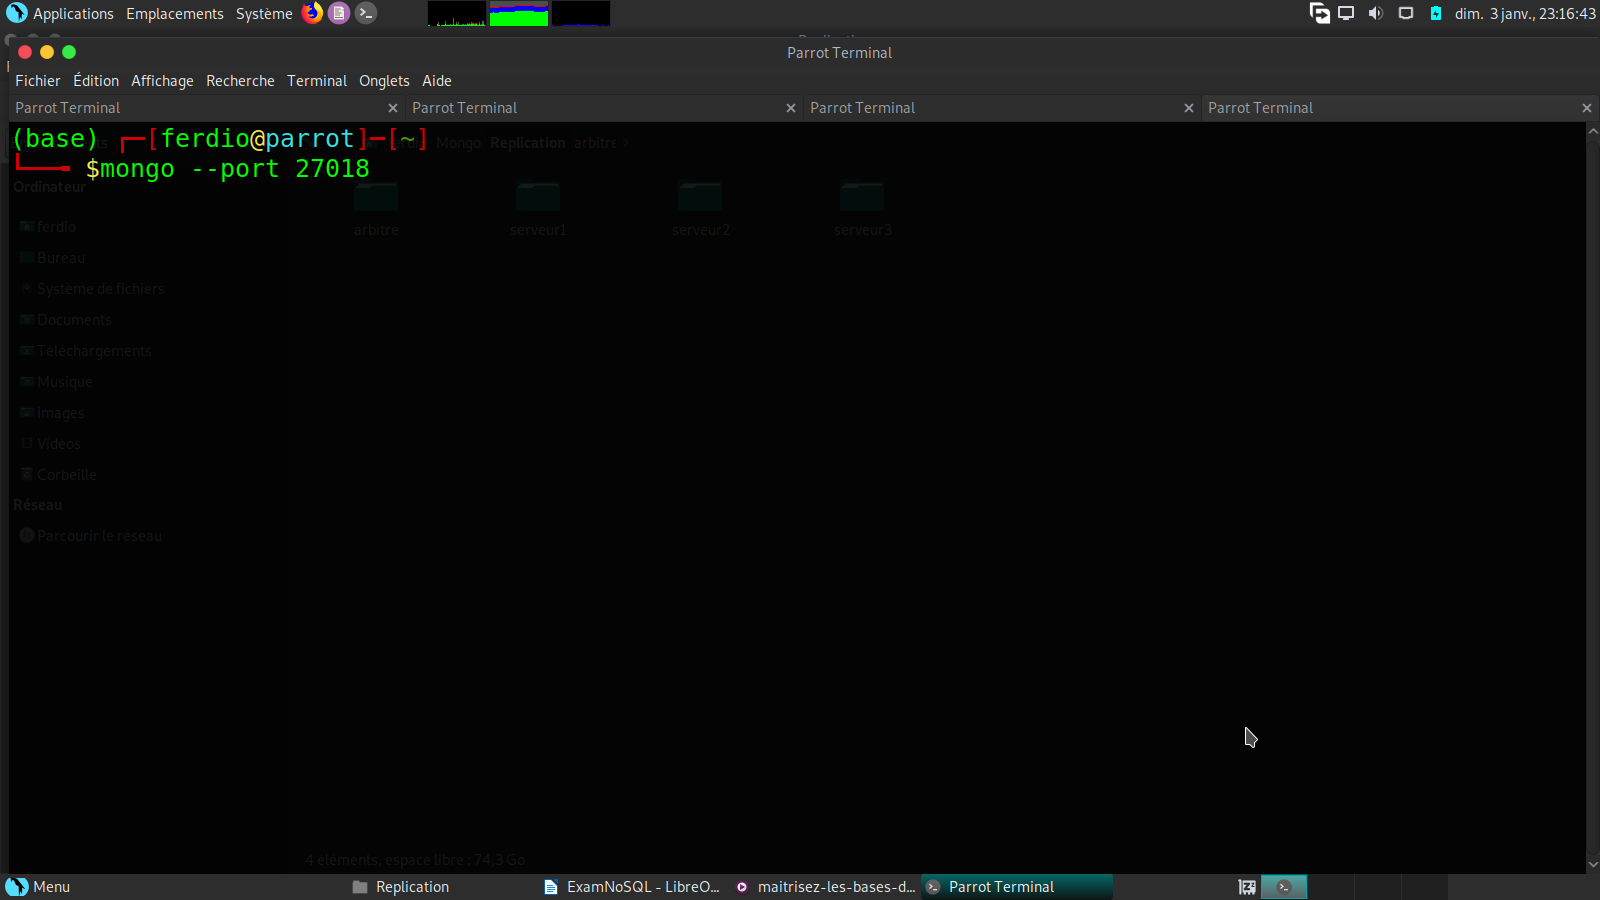 Applications Emplacements Système dim. 3 janv., 23:16:43
Parrot Terminal
Fichier Édition Affichage Recherche Terminal Onglets Aide
Parrot Terminal Parrot Terminal Parrot Terminal Parrot Terminal
(base) ┌─[ferdio@parrot]─[~]
└──╼ $mongo --port 27018
Mongo Replication arbitre
Ordinateur
ferdio
Bureau
Système de fichiers
Documents
Téléchargements
Musique
Images
Vidéos
Corbeille
Réseau
Parcourir le réseau
arbitre serveur1 serveur2 serveur3
4 éléments, espace libre : 74,3 Go
Menu Replication ExamNoSQL - LibreO... maitrisez-les-bases-d... Parrot Terminal